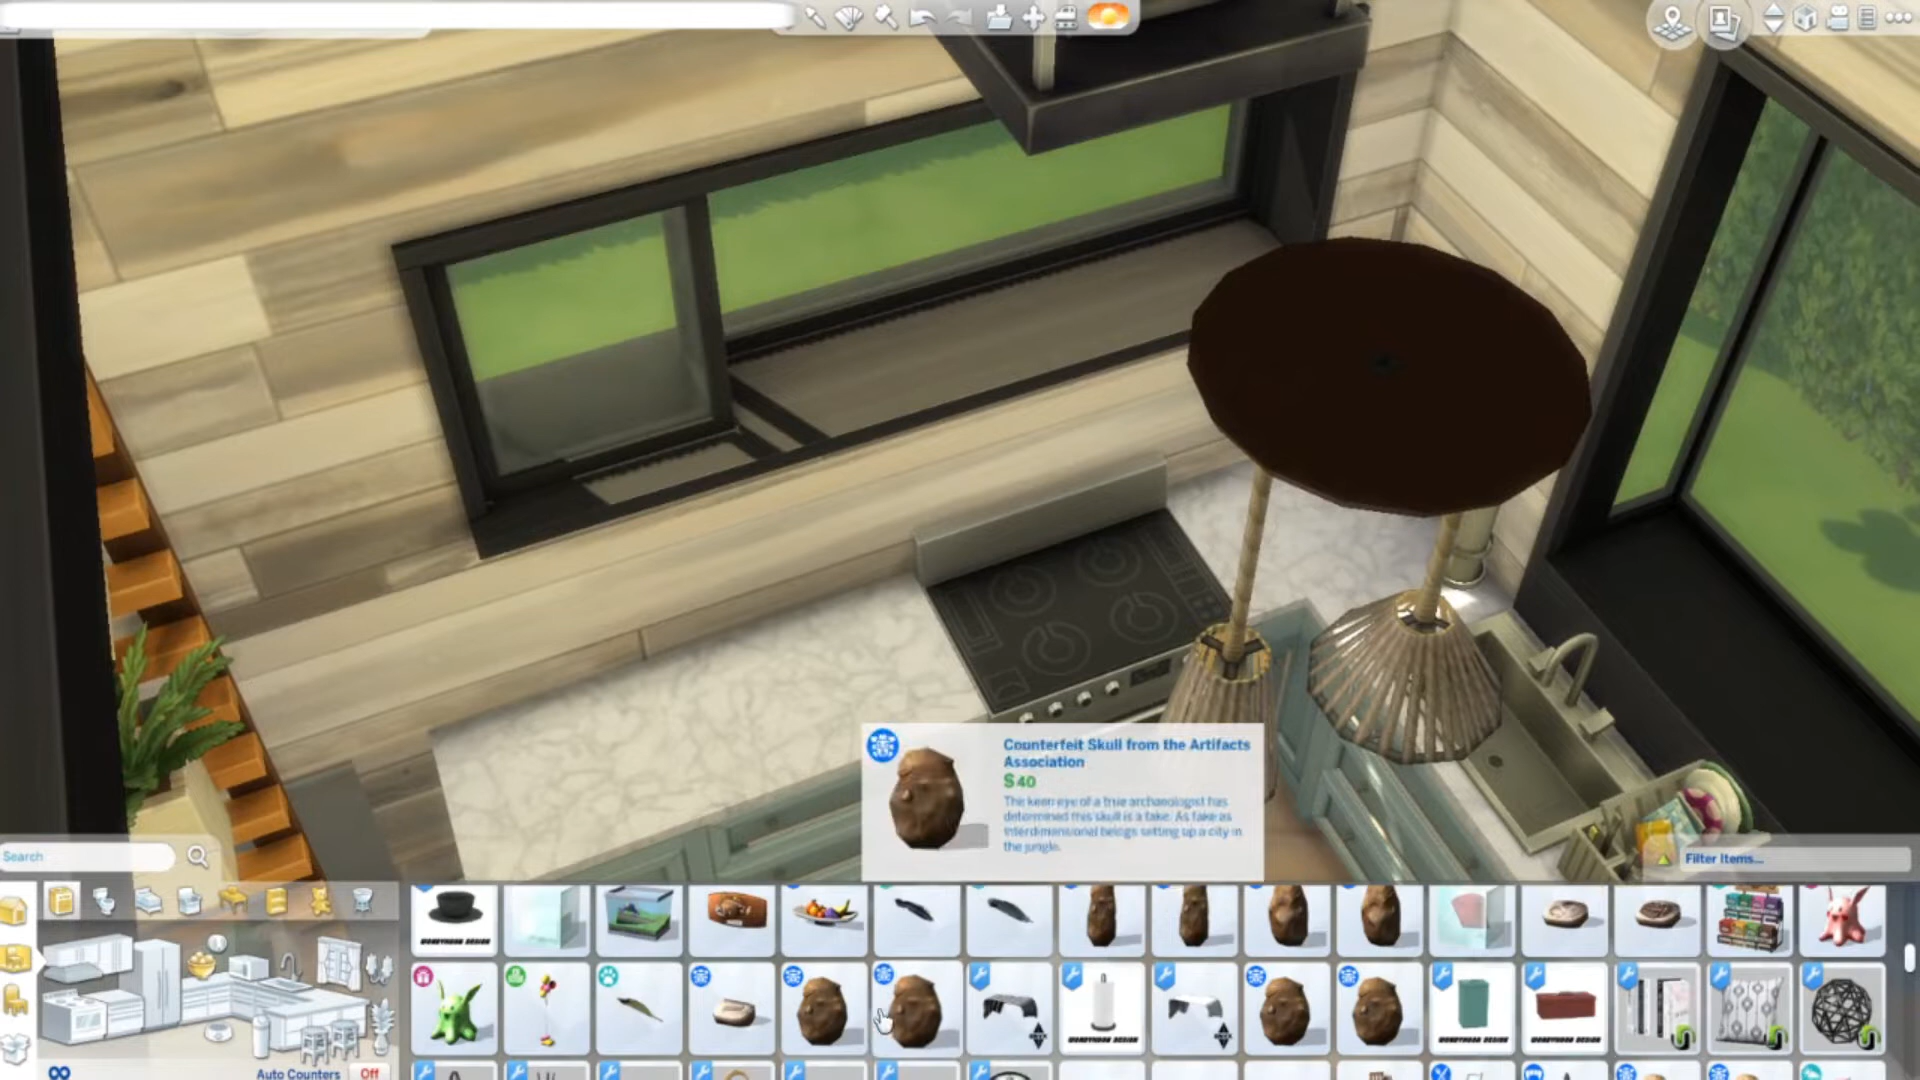 Counterfeit Skull from the Artifacts
Association
$40
The keen eye of a true archaeologist has
determined this skull is a fake. As fake as
interdimensional beings setting up a city in
the jungle.
Search
Filter Items...
Auto Counters
Off